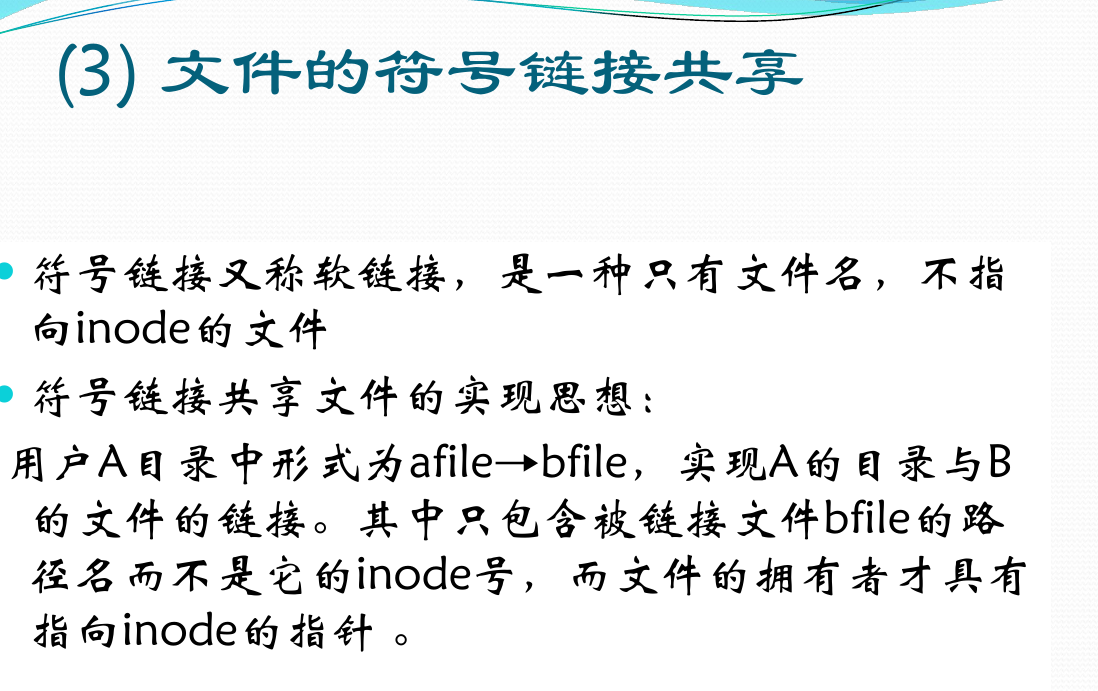 (3) 文件的符号链接共享
• 符号链接又称软链接，是一种只有文件名，不指
向inode的文件
• 符号链接共享文件的实现思想：
用户A目录中形式为afile→bfile，实现A的目录与B
的文件的链接。其中只包含被链接文件bfile的路
径名而不是它的inode号，而文件的拥有者才具有
指向inode的指针 。